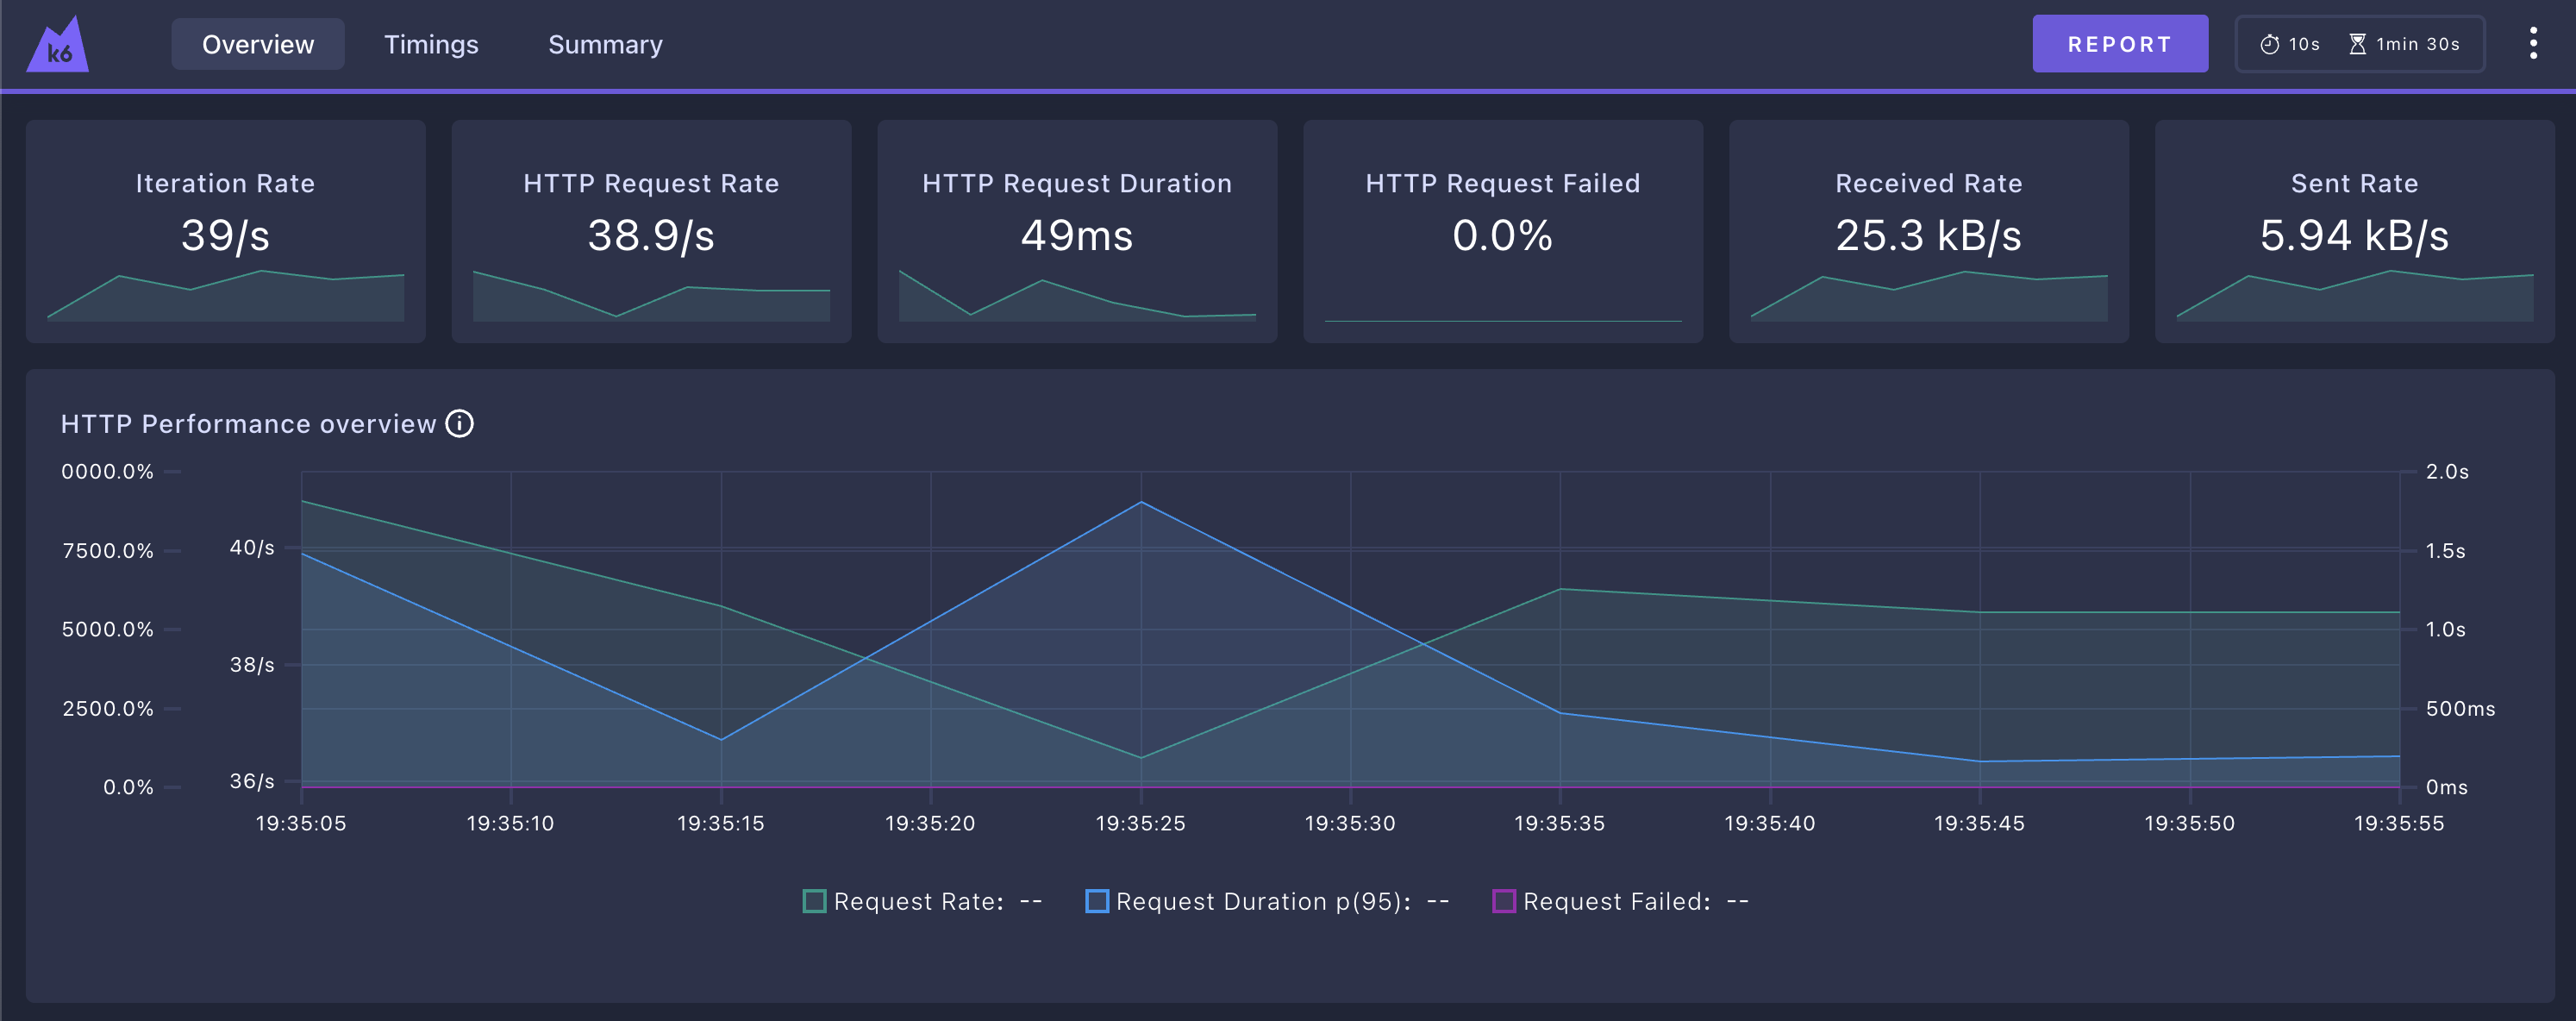 k6 Overview Timings Summary REPORT 10s 1min 30s
Iteration Rate
39/s
HTTP Request Rate
38.9/s
HTTP Request Duration
49ms
HTTP Request Failed
0.0%
Received Rate
25.3 kB/s
Sent Rate
5.94 kB/s
HTTP Performance overview
0000.0%
7500.0%
5000.0%
2500.0%
0.0%
40/s
38/s
36/s
2.0s
1.5s
1.0s
500ms
0ms
19:35:05 19:35:10 19:35:15 19:35:20 19:35:25 19:35:30 19:35:35 19:35:40 19:35:45 19:35:50 19:35:55
Request Rate: -- Request Duration p(95): -- Request Failed: --